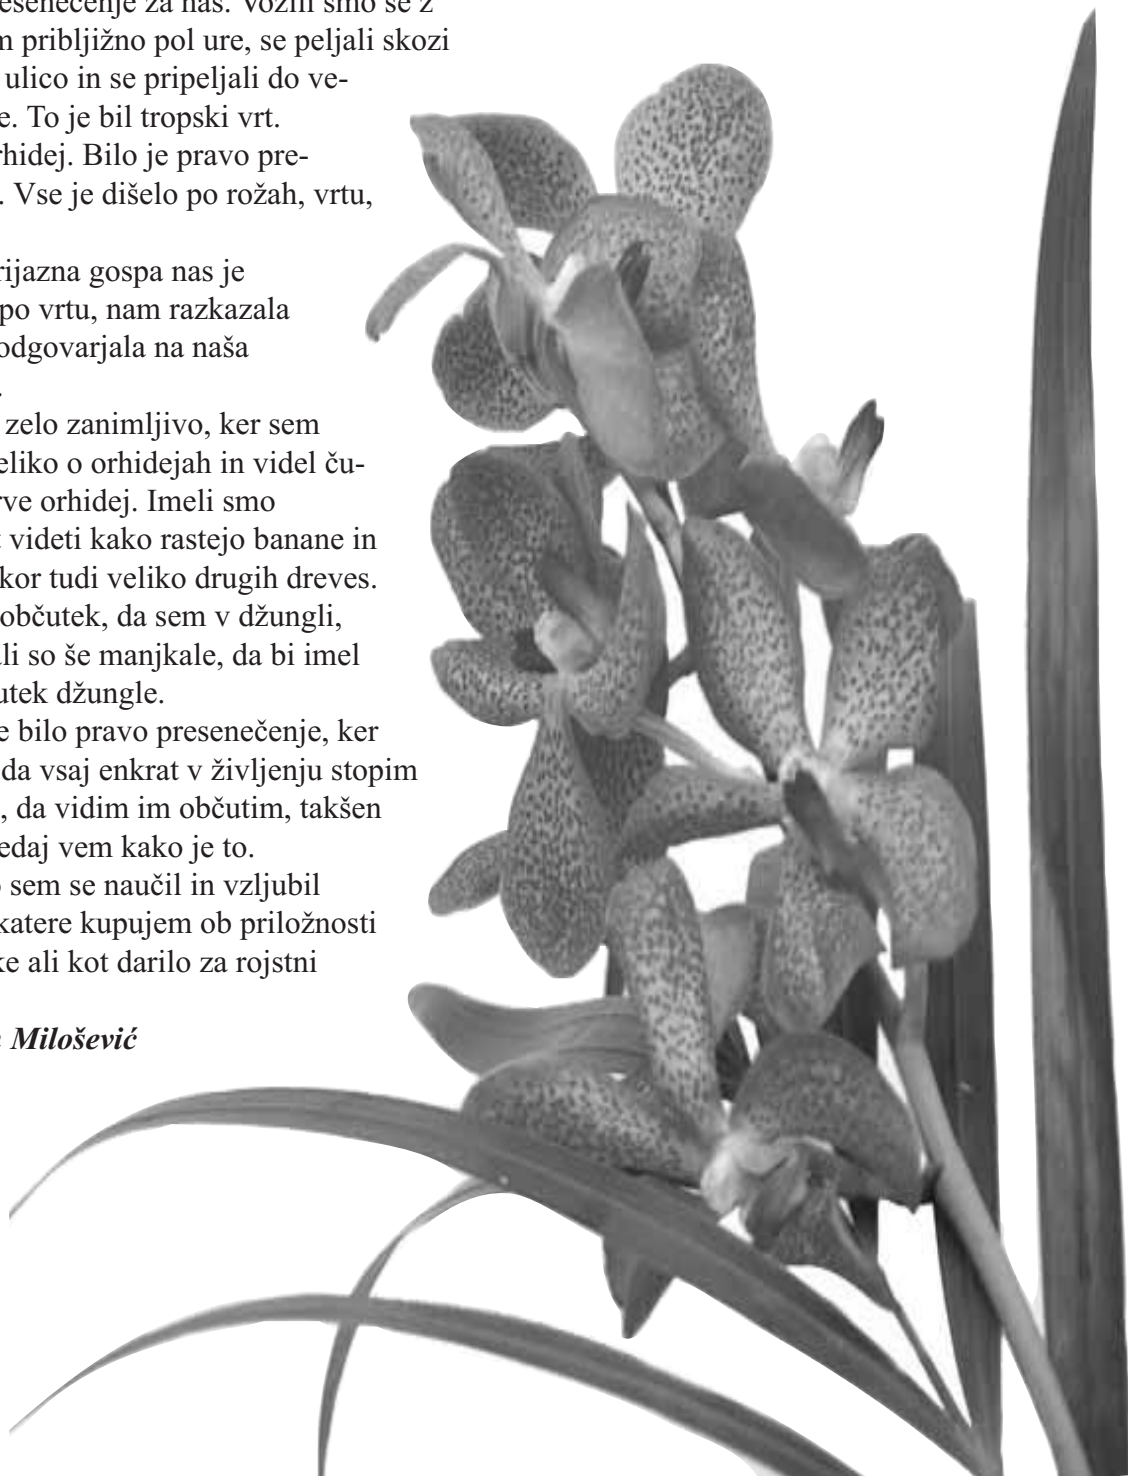 esenečenje za nas. Vozili smo se z
m pribljižno pol ure, se peljali skozi
ulico in se pripeljali do ve-
e. To je bil tropski vrt.
rhidej. Bilo je pravo pre-
. Vse je dišelo po rožah, vrtu,
rijazna gospa nas je
po vrtu, nam razkazala
odgovarjala na naša
.
zelo zanimljivo, ker sem
eliko o orhidejah in videl ču-
rve orhidej. Imeli smo
t videti kako rastejo banane in
kor tudi veliko drugih dreves.
občutek, da sem v džungli,
ali so še manjkale, da bi imel
utek džungle.
e bilo pravo presenečenje, ker
da vsaj enkrat v življenju stopim
, da vidim im občutim, takšen
edaj vem kako je to.
o sem se naučil in vzljubil
katere kupujem ob priložnosti
ke ali kot darilo za rojstni
Milošević